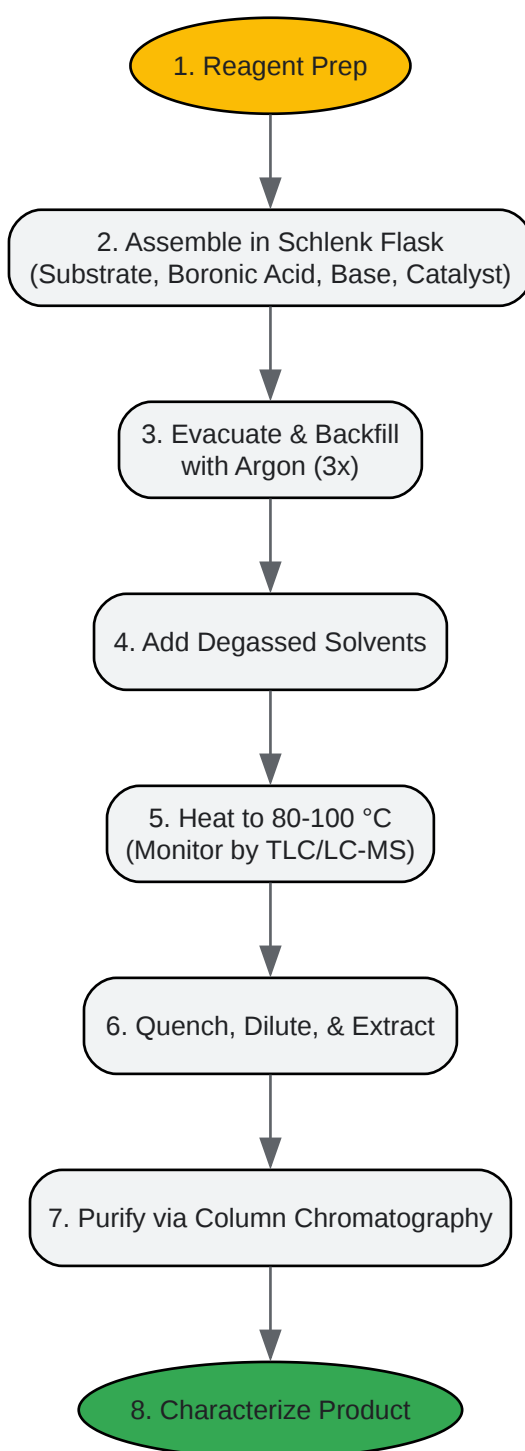 1. Reagent Prep
2. Assemble in Schlenk Flask
(Substrate, Boronic Acid, Base, Catalyst)
3. Evacuate & Backfill
with Argon (3x)
4. Add Degassed Solvents
5. Heat to 80-100 °C
(Monitor by TLC/LC-MS)
6. Quench, Dilute, & Extract
7. Purify via Column Chromatography
8. Characterize Product